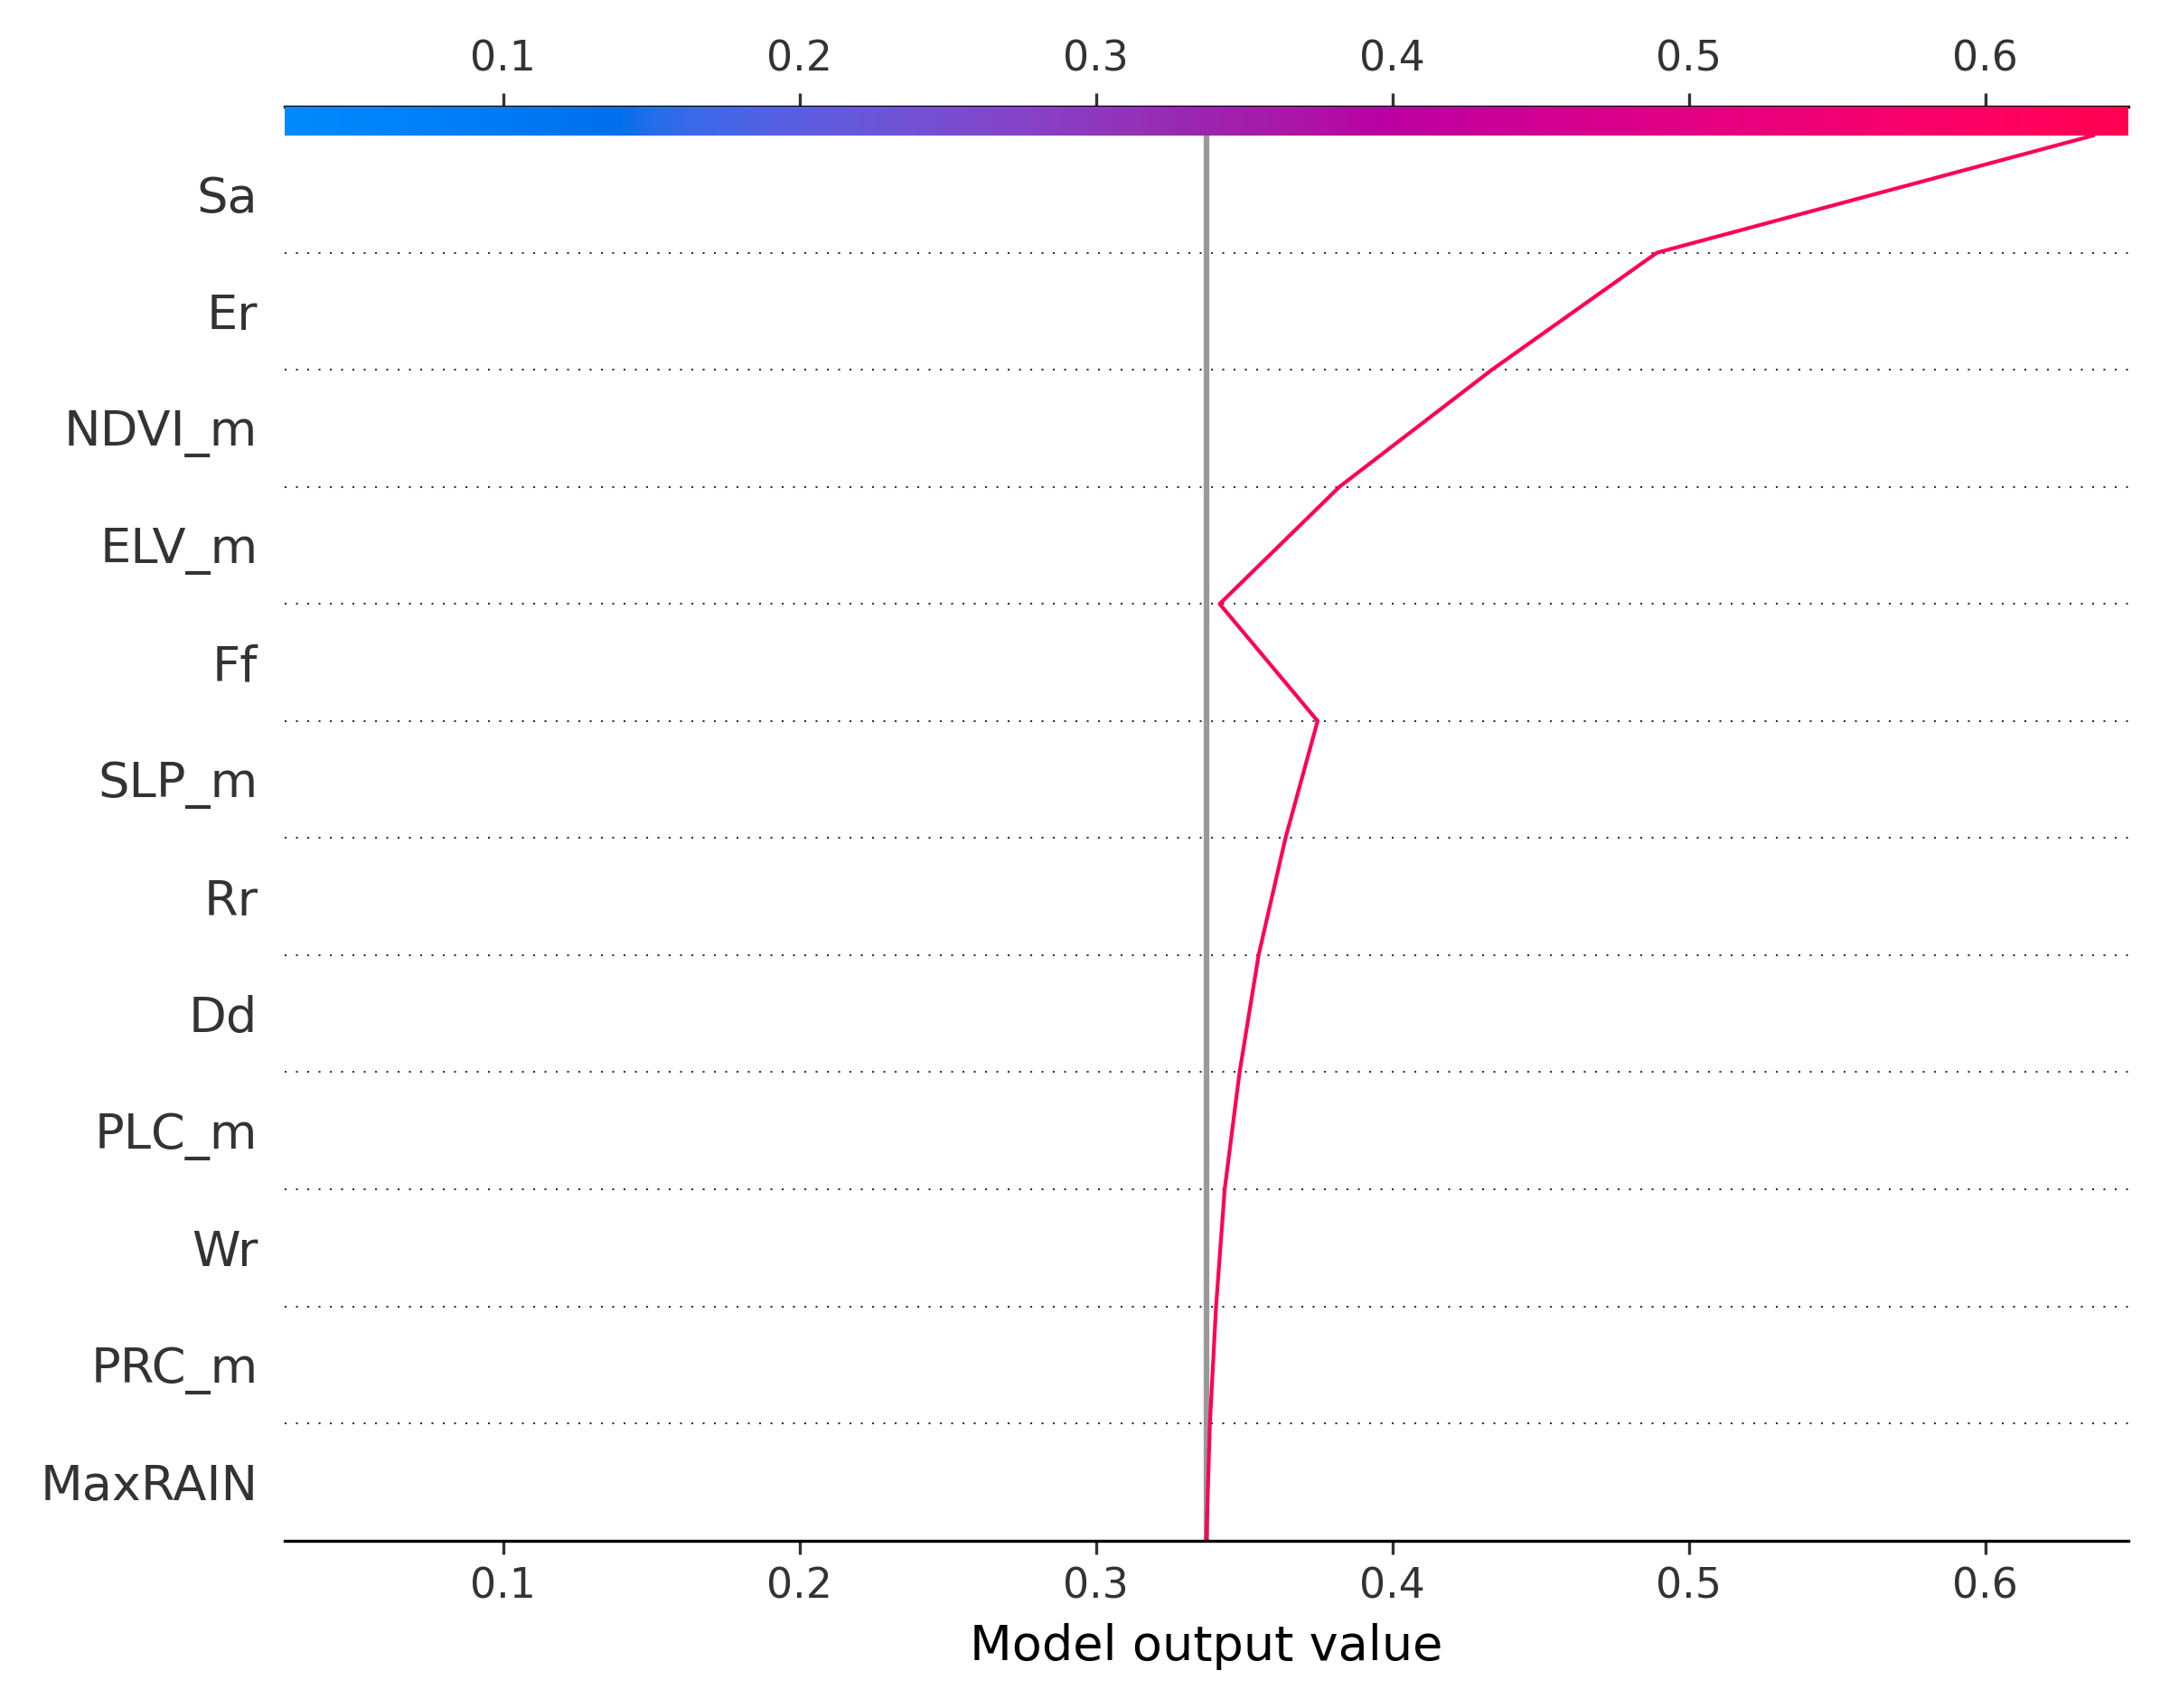 0.1 0.2 0.3 0.4 0.5 0.6
Sa
Er
NDVI_m
ELV_m
Ff
SLP_m
Rr
Dd
PLC_m
Wr
PRC_m
MaxRAIN
0.1 0.2 0.3 0.4 0.5 0.6
Model output value